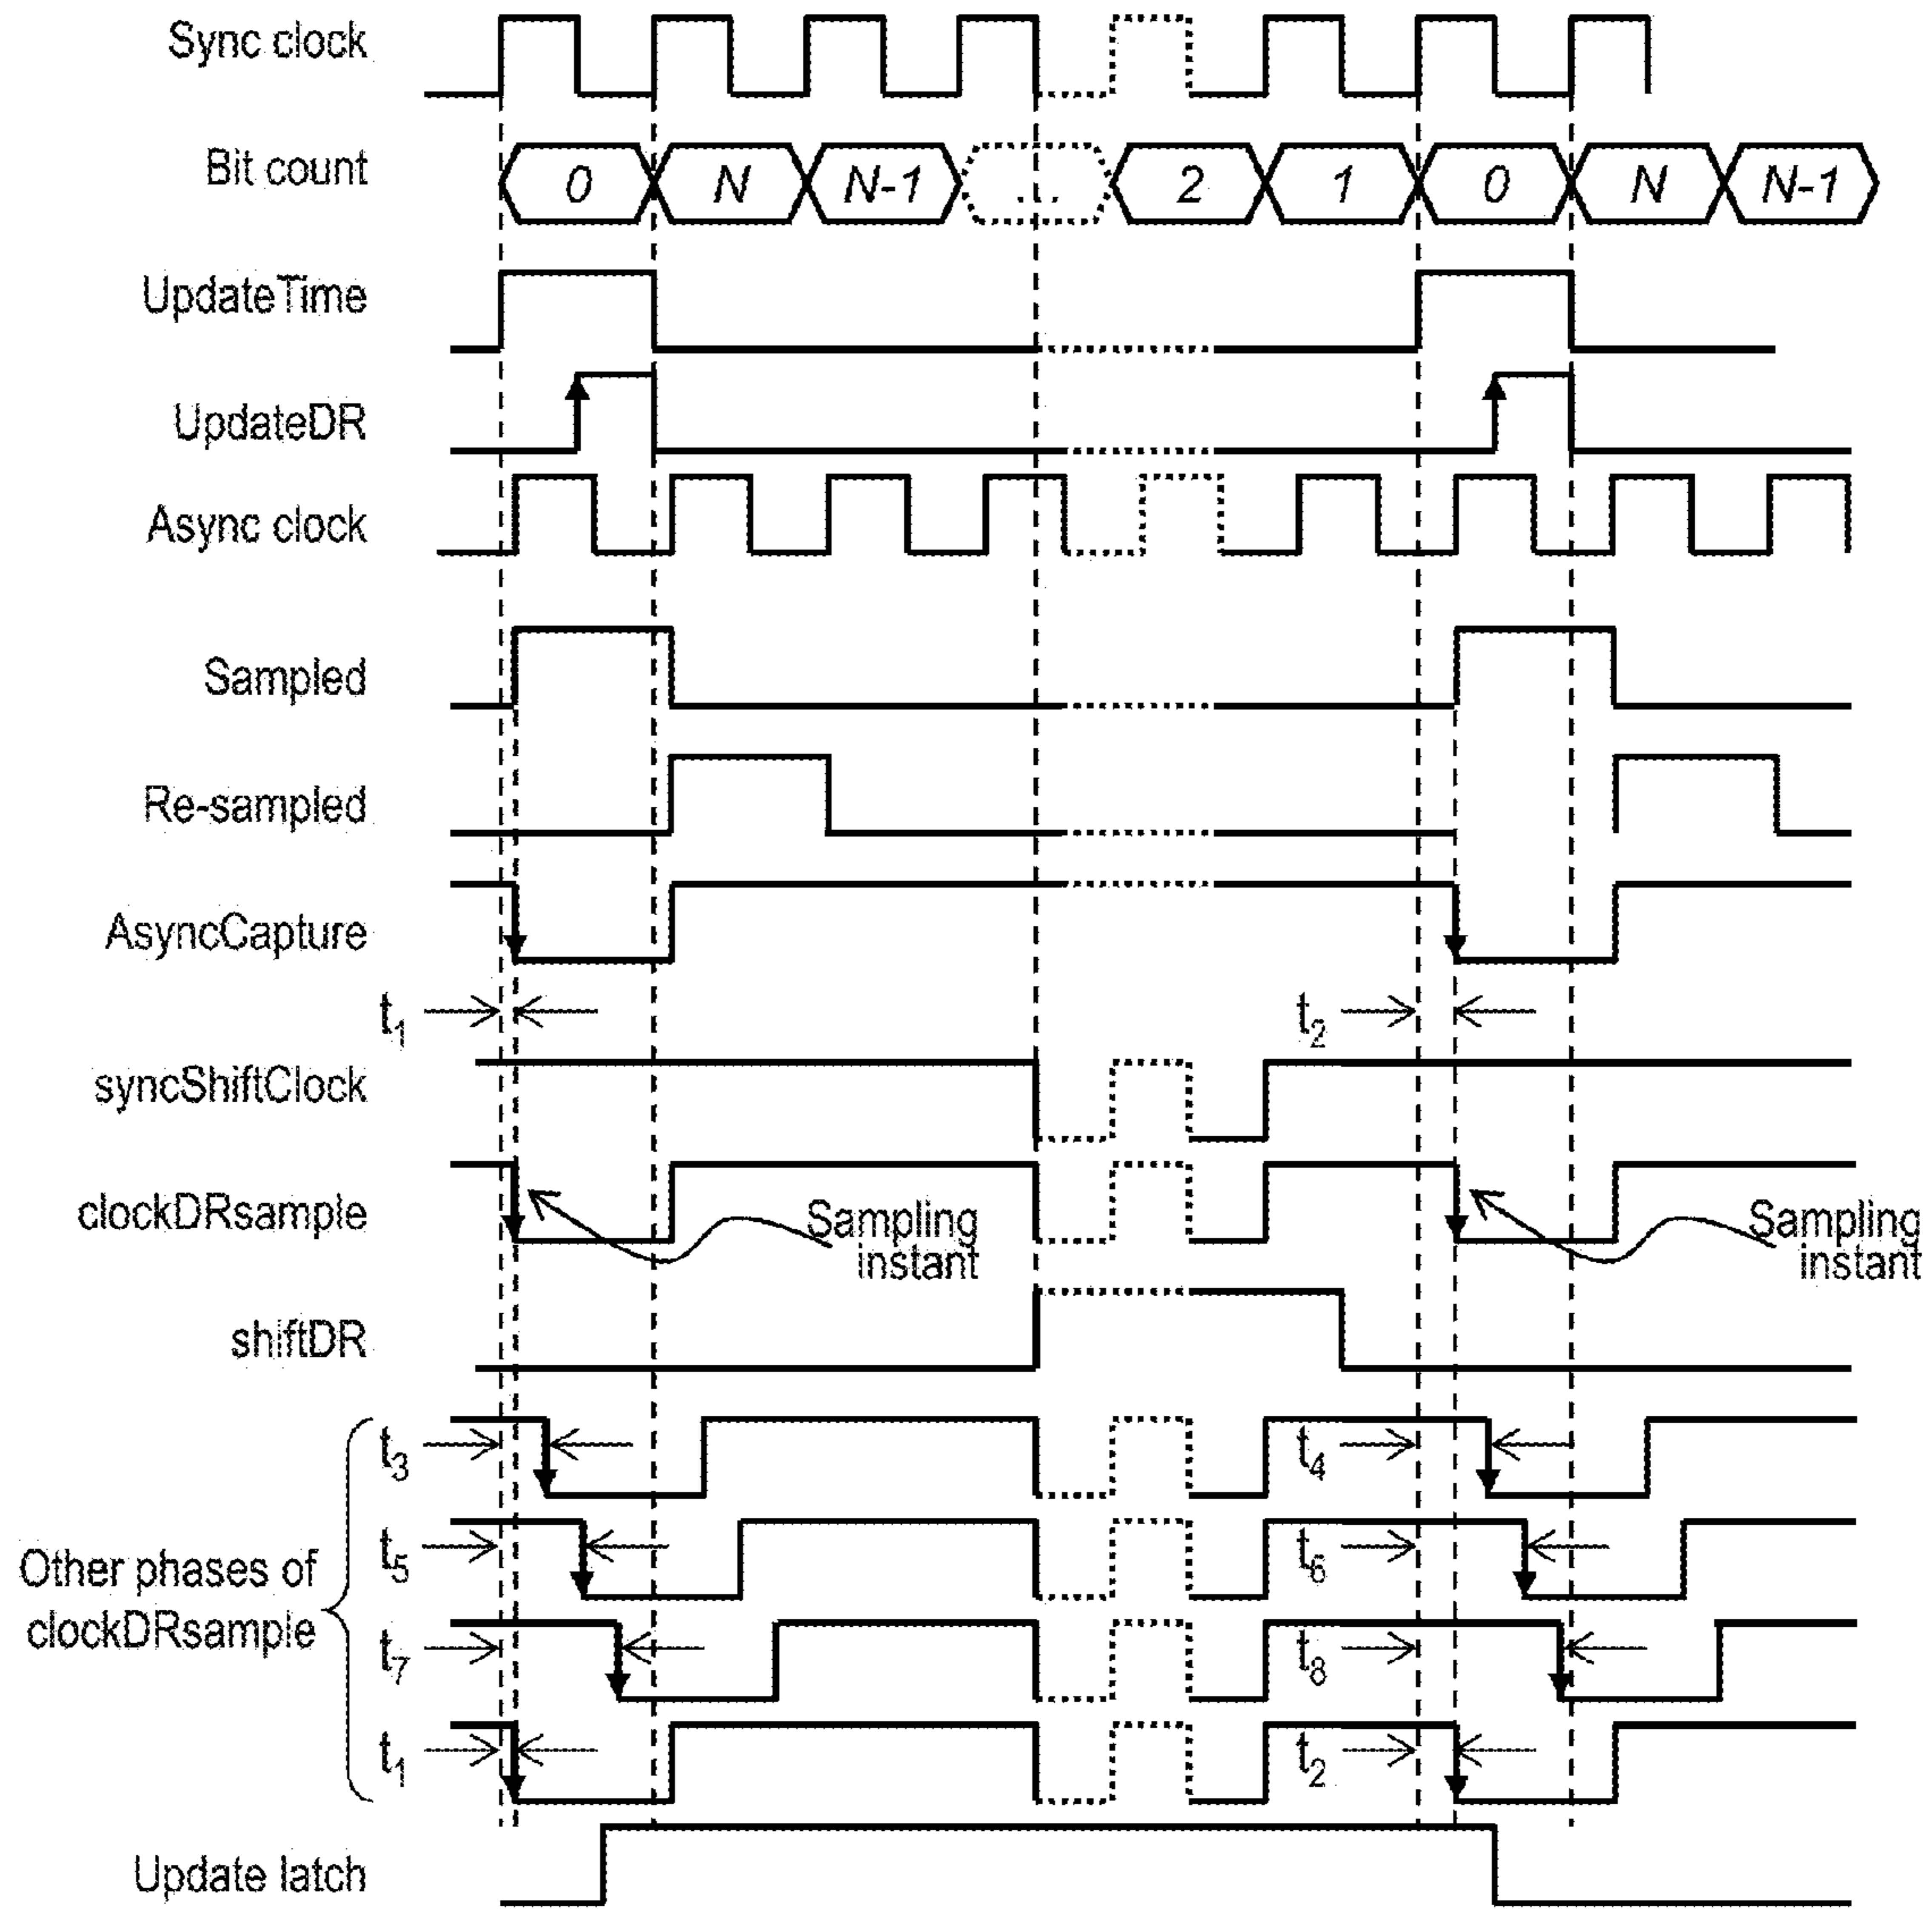 Sync clock
Bit count
0 N N-1 ... 2 1 0 N N-1
UpdateTime
UpdateDR
Async clock
Sampled
Re-sampled
AsyncCapture
t1 t2
syncShiftClock
clockDRsample
Sampling
instant
Sampling
instant
shiftDR
t3 t4
t5 t6
Other phases of
clockDRsample
t7 t8
t1 t2
Update latch